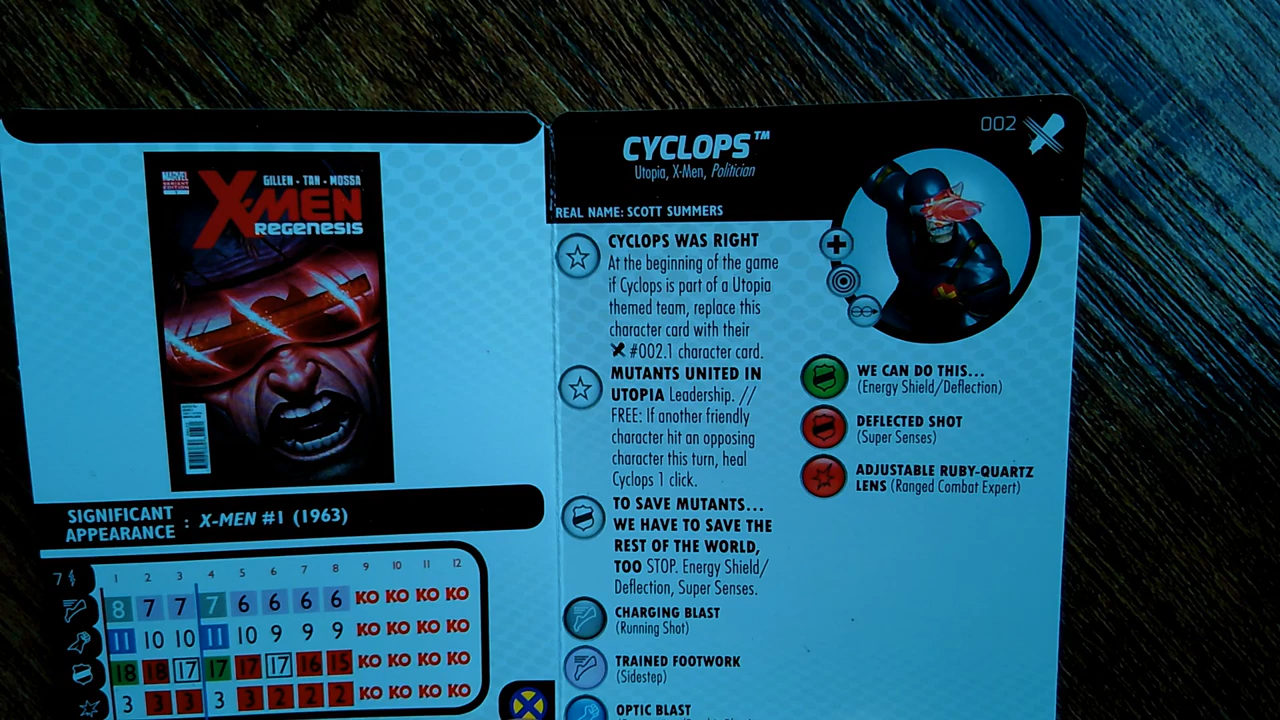 MARVEL
VARIANT
EDITION
1
GILLEN • TAN • MOSSA
X-MEN
REGENESIS
SIGNIFICANT
APPEARANCE : X-MEN #1 (1963)
7
1 2 3 4 5 6 7 8 9 10 11 12
8 7 7 7 6 6 6 6 KO KO KO KO
11 10 10 11 10 9 9 9 KO KO KO KO
18 18 17 17 17 17 16 15 KO KO KO KO
3 3 3 3 3 2 2 2 KO KO KO KO
002
CYCLOPS™
Utopia, X-Men, Politician
REAL NAME: SCOTT SUMMERS
CYCLOPS WAS RIGHT
At the beginning of the game
if Cyclops is part of a Utopia
themed team, replace this
character card with their
#002.1 character card.
MUTANTS UNITED IN
UTOPIA Leadership. //
FREE: If another friendly
character hit an opposing
character this turn, heal
Cyclops 1 click.
TO SAVE MUTANTS...
WE HAVE TO SAVE THE
REST OF THE WORLD,
TOO STOP. Energy Shield/
Deflection, Super Senses.
CHARGING BLAST
(Running Shot)
TRAINED FOOTWORK
(Sidestep)
OPTIC BLAST
WE CAN DO THIS...
(Energy Shield/Deflection)
DEFLECTED SHOT
(Super Senses)
ADJUSTABLE RUBY-QUARTZ
LENS (Ranged Combat Expert)